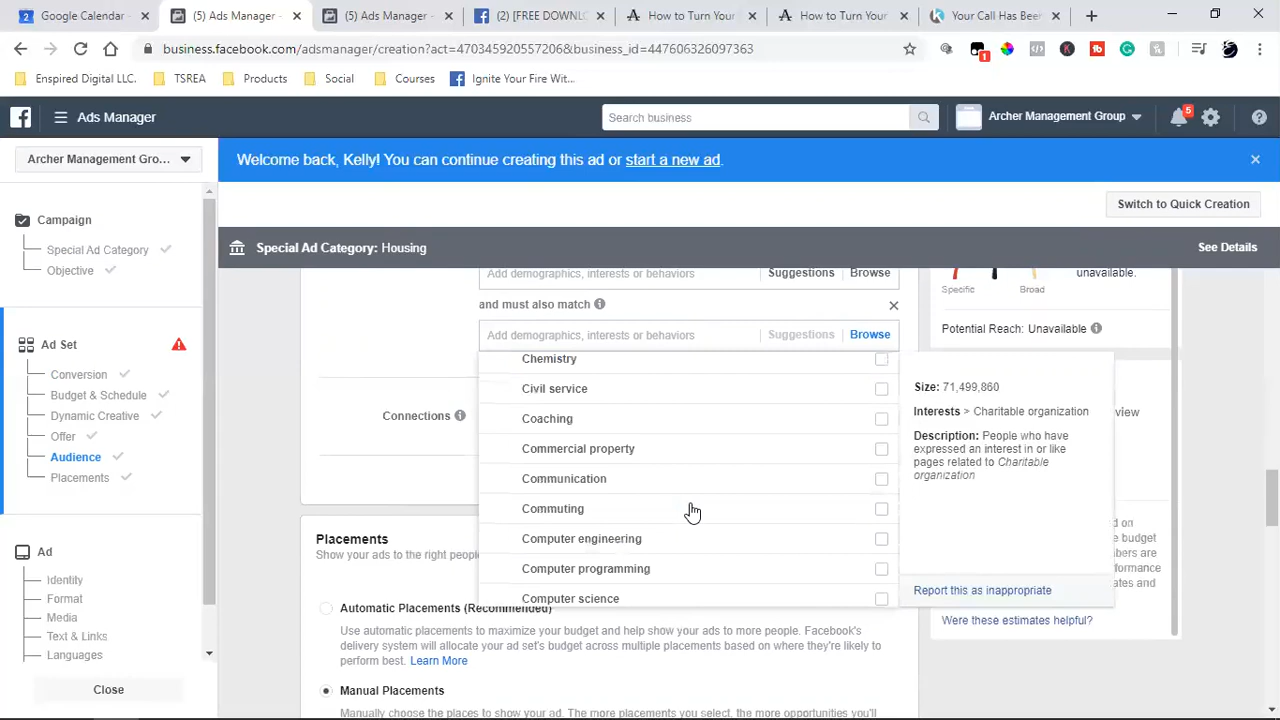 2 Google Calendar
(5) Ads Manager
(5) Ads Manager -
(2) [FREE DOWNL
How to Turn Your
How to Turn Your
Your Call Has Been
business.facebook.com/adsmanager/creation?act=470345920557206&business_id=447606326097363
1
Enspired Digital LLC.
TSREA
Products
Social
Courses
Ignite Your Fire Wit...
Ads Manager
Search business
Archer Management Group
5
Archer Management Gro...
Welcome back, Kelly! You can continue creating this ad or start a new ad.
Switch to Quick Creation
Campaign
Special Ad Category
Objective
Special Ad Category: Housing
See Details
Add demographics, interests or behaviors
Suggestions
Browse
and must also match
Add demographics, interests or behaviors
Suggestions
Browse
Specific
Broad
unavailable.
Potential Reach: Unavailable
Ad Set
Conversion
Budget & Schedule
Dynamic Creative
Offer
Audience
Placements
Connections
Chemistry
Civil service
Coaching
Commercial property
Communication
Commuting
Computer engineering
Computer programming
Computer science
Size: 71,499,860
Interests > Charitable organization
Description: People who have
expressed an interest in or like
pages related to Charitable
organization
Report this as inappropriate
Were these estimates helpful?
Placements
Show your ads to the right peopl
Automatic Placements (Recommended)
Use automatic placements to maximize your budget and help show your ads to more people. Facebook's
delivery system will allocate your ad set's budget across multiple placements based on where they're likely to
perform best. Learn More
Manual Placements
Manually choose the places to show your ad. The more placements you select, the more opportunities you'll
Ad
Identity
Format
Media
Text & Links
Languages
Close